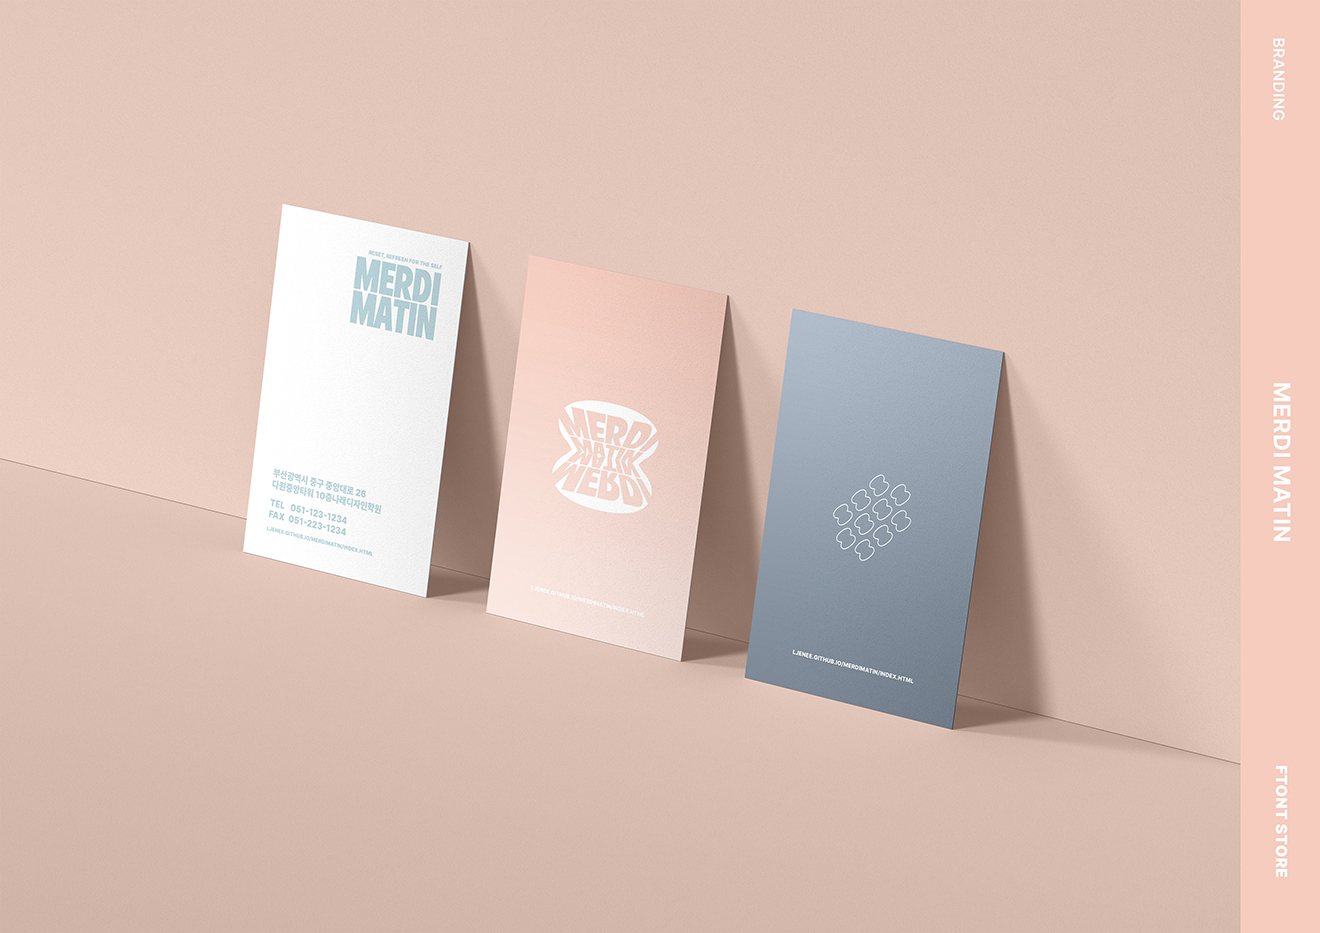 RESET, REFRESH FOR THE SELF
MERDI
MATIN
부산광역시 중구 중앙대로 26
다원중앙타워 10층나래디자인학원
TEL 051-123-1234
FAX 051-223-1234
LJENEE.GITHUB.IO/MERDIMATIN/INDEX.HTML
MERDI
MATIN
MERDI
LJENEE.GITHUB.IO/MERDIMATIN/INDEX.HTML
LJENEE.GITHUB.IO/MERDIMATIN/INDEX.HTML
BRANDING
MERDI MATIN
FTONT STORE